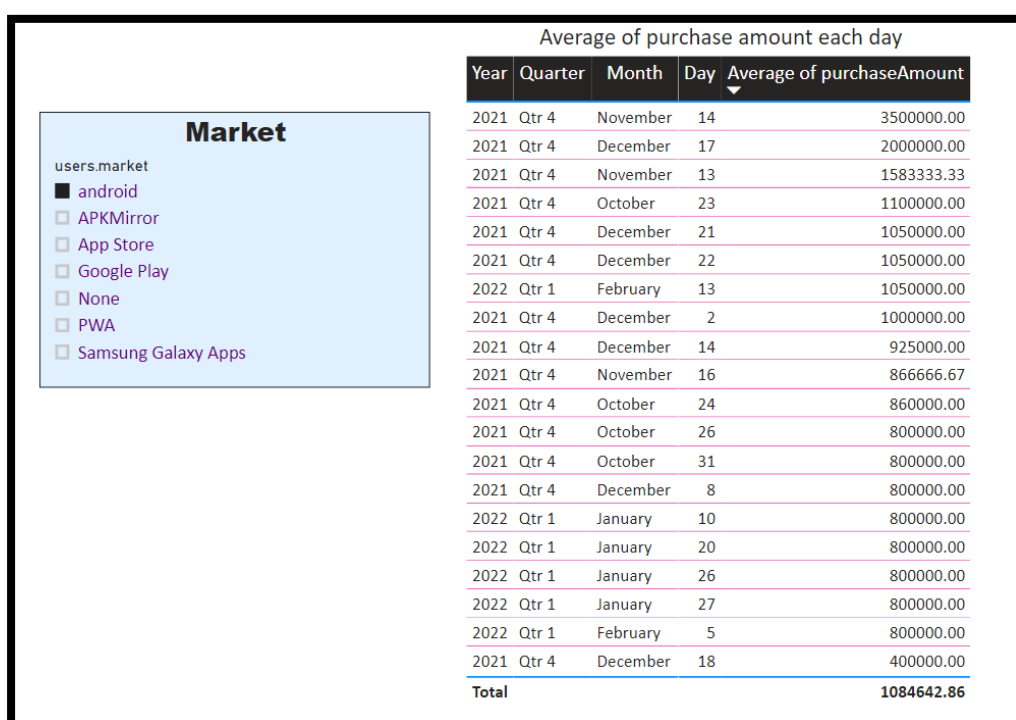 Average of purchase amount each day
Market
users.market
android
APKMirror
App Store
Google Play
None
PWA
Samsung Galaxy Apps
Year Quarter Month Day Average of purchaseAmount
2021 Qtr 4 November 14 3500000.00
2021 Qtr 4 December 17 2000000.00
2021 Qtr 4 November 13 1583333.33
2021 Qtr 4 October 23 1100000.00
2021 Qtr 4 December 21 1050000.00
2021 Qtr 4 December 22 1050000.00
2022 Qtr 1 February 13 1050000.00
2021 Qtr 4 December 2 1000000.00
2021 Qtr 4 December 14 925000.00
2021 Qtr 4 November 16 866666.67
2021 Qtr 4 October 24 860000.00
2021 Qtr 4 October 26 800000.00
2021 Qtr 4 October 31 800000.00
2021 Qtr 4 December 8 800000.00
2022 Qtr 1 January 10 800000.00
2022 Qtr 1 January 20 800000.00
2022 Qtr 1 January 26 800000.00
2022 Qtr 1 January 27 800000.00
2022 Qtr 1 February 5 800000.00
2021 Qtr 4 December 18 400000.00
Total 1084642.86